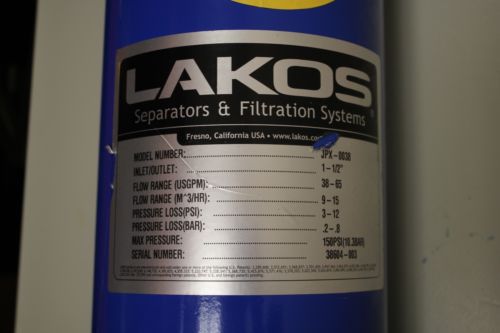 LAKOS
Separators & Filtration Systems
Fresno, California USA • www.lakos.co
MODEL NUMBER: JPX-0038
INLET/OUTLET: 1-1/2"
FLOW RANGE (USGPM): 38-65
FLOW RANGE (M^3/HR): 9-15
PRESSURE LOSS(PSI): 3-12
PRESSURE LOSS(BAR): .2-.8
MAX PRESSURE: 150PSI(10.3BAR)
SERIAL NUMBER: 38604-003